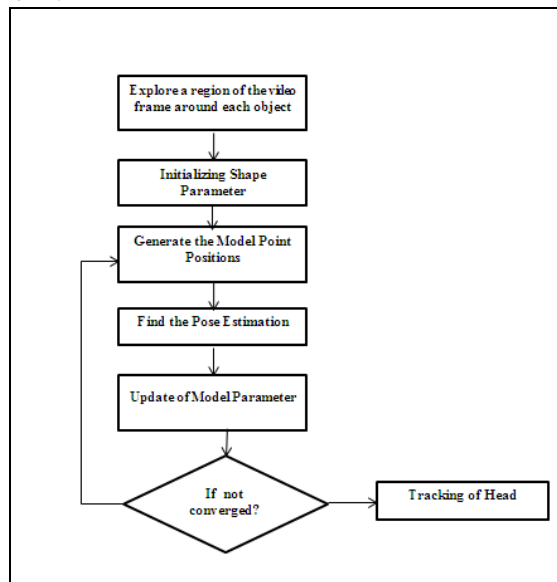 Explore a region of the video
frame around each object
Initializing Shape
Parameter
Generate the Model Point
Positions
Find the Pose Estimation
Update of Model Parameter
If not
converged?
Tracking of Head